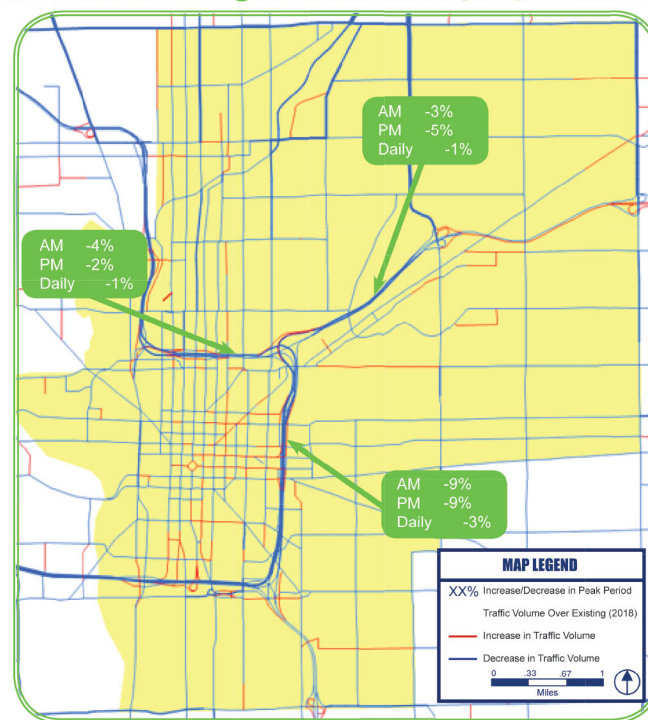 AM -3%
PM -5%
Daily -1%
AM -4%
PM -2%
Daily -1%
AM -9%
PM -9%
Daily -3%
MAP LEGEND
XX% Increase/Decrease in Peak Period
Traffic Volume Over Existing (2018)
Increase in Traffic Volume
Decrease in Traffic Volume
0 .33 .67 1
Miles